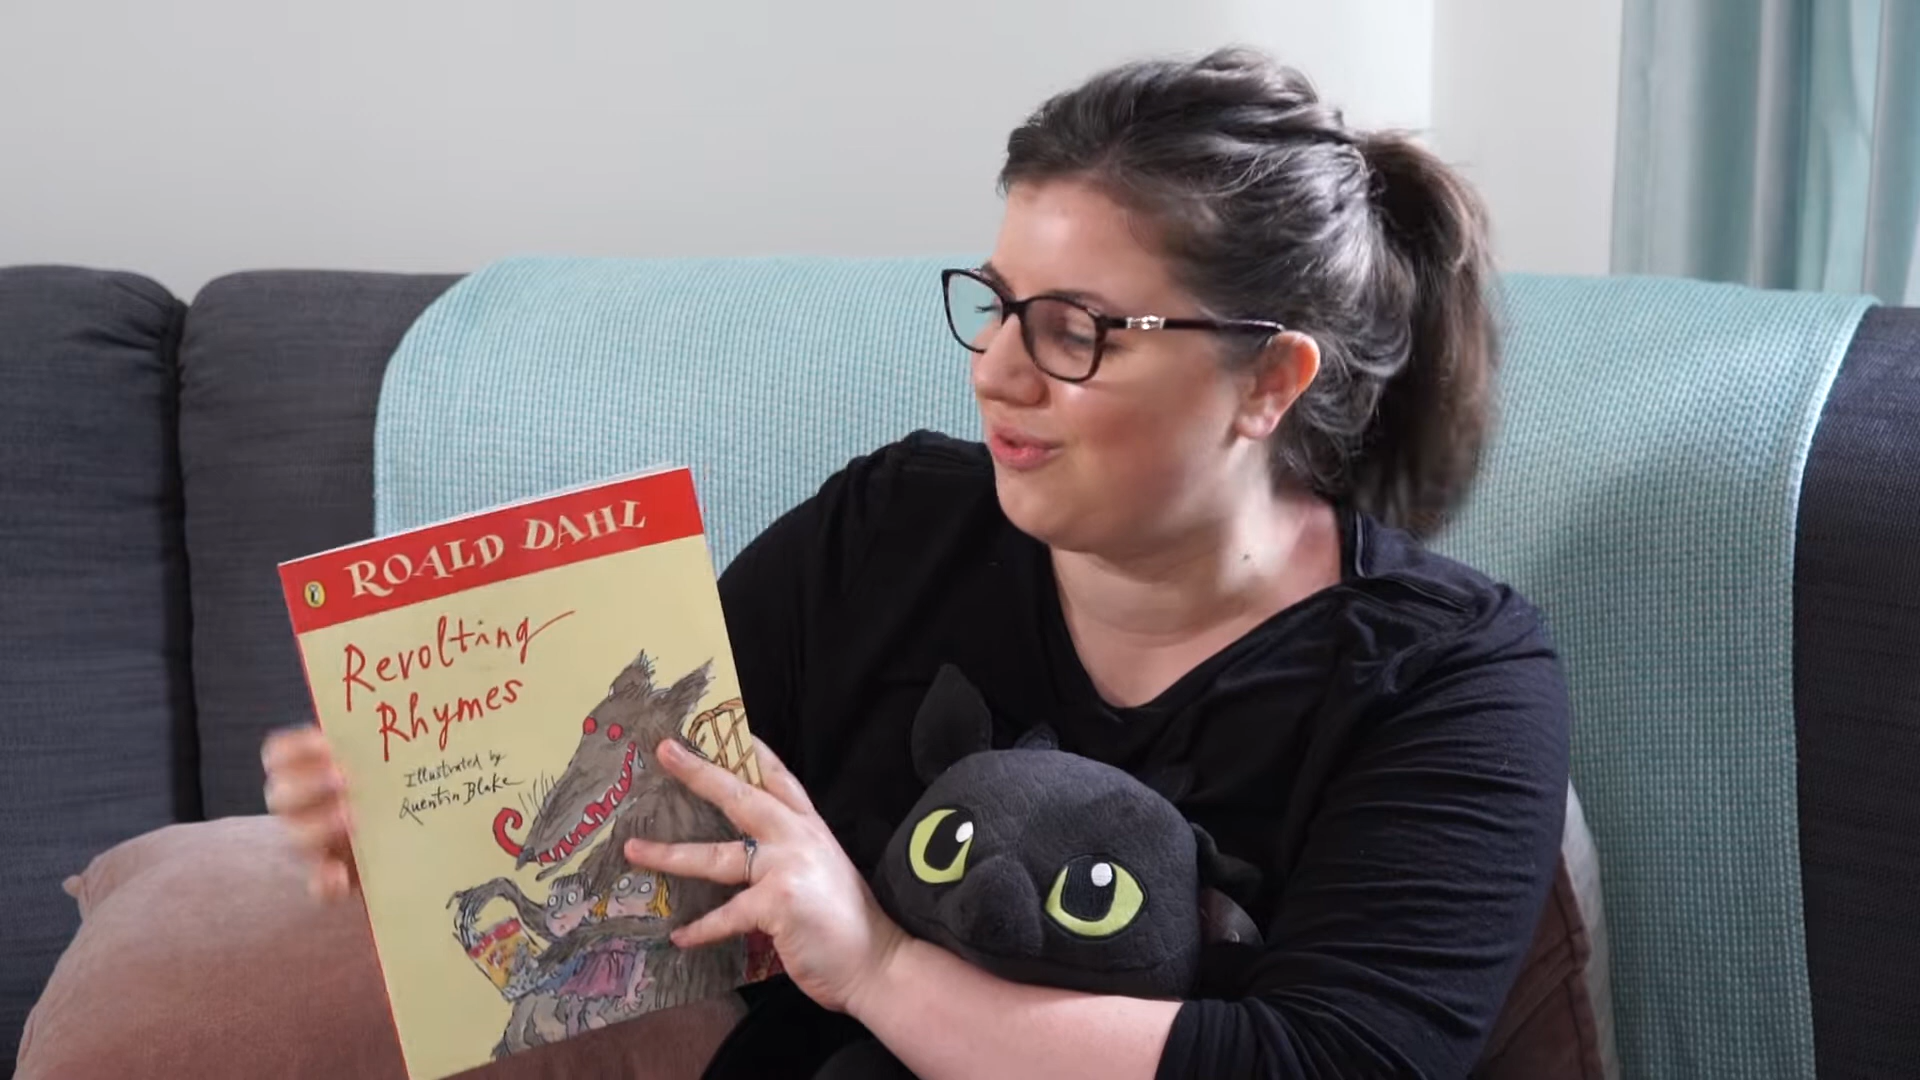 ROALD DAHL
Revolting
Rhymes
Illustrated by
Quentin Blake